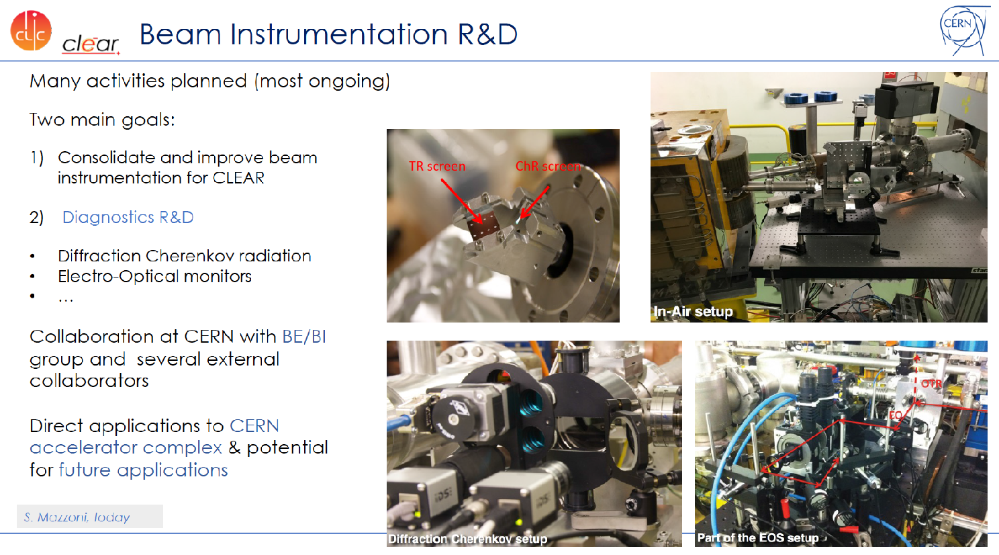 clic
clear
Beam Instrumentation R&D
CERN
Many activities planned (most ongoing)
Two main goals:
1) Consolidate and improve beam
instrumentation for CLEAR
2) Diagnostics R&D
• Diffraction Cherenkov radiation
• Electro-Optical monitors
• …
Collaboration at CERN with BE/BI
group and several external
collaborators
Direct applications to CERN
accelerator complex & potential
for future applications
S. Mazzoni, Today
TR screen
ChR screen
In-Air setup
iDS
iDS
Diffraction Cherenkov setup
OTR
EO
Part of the EOS setup